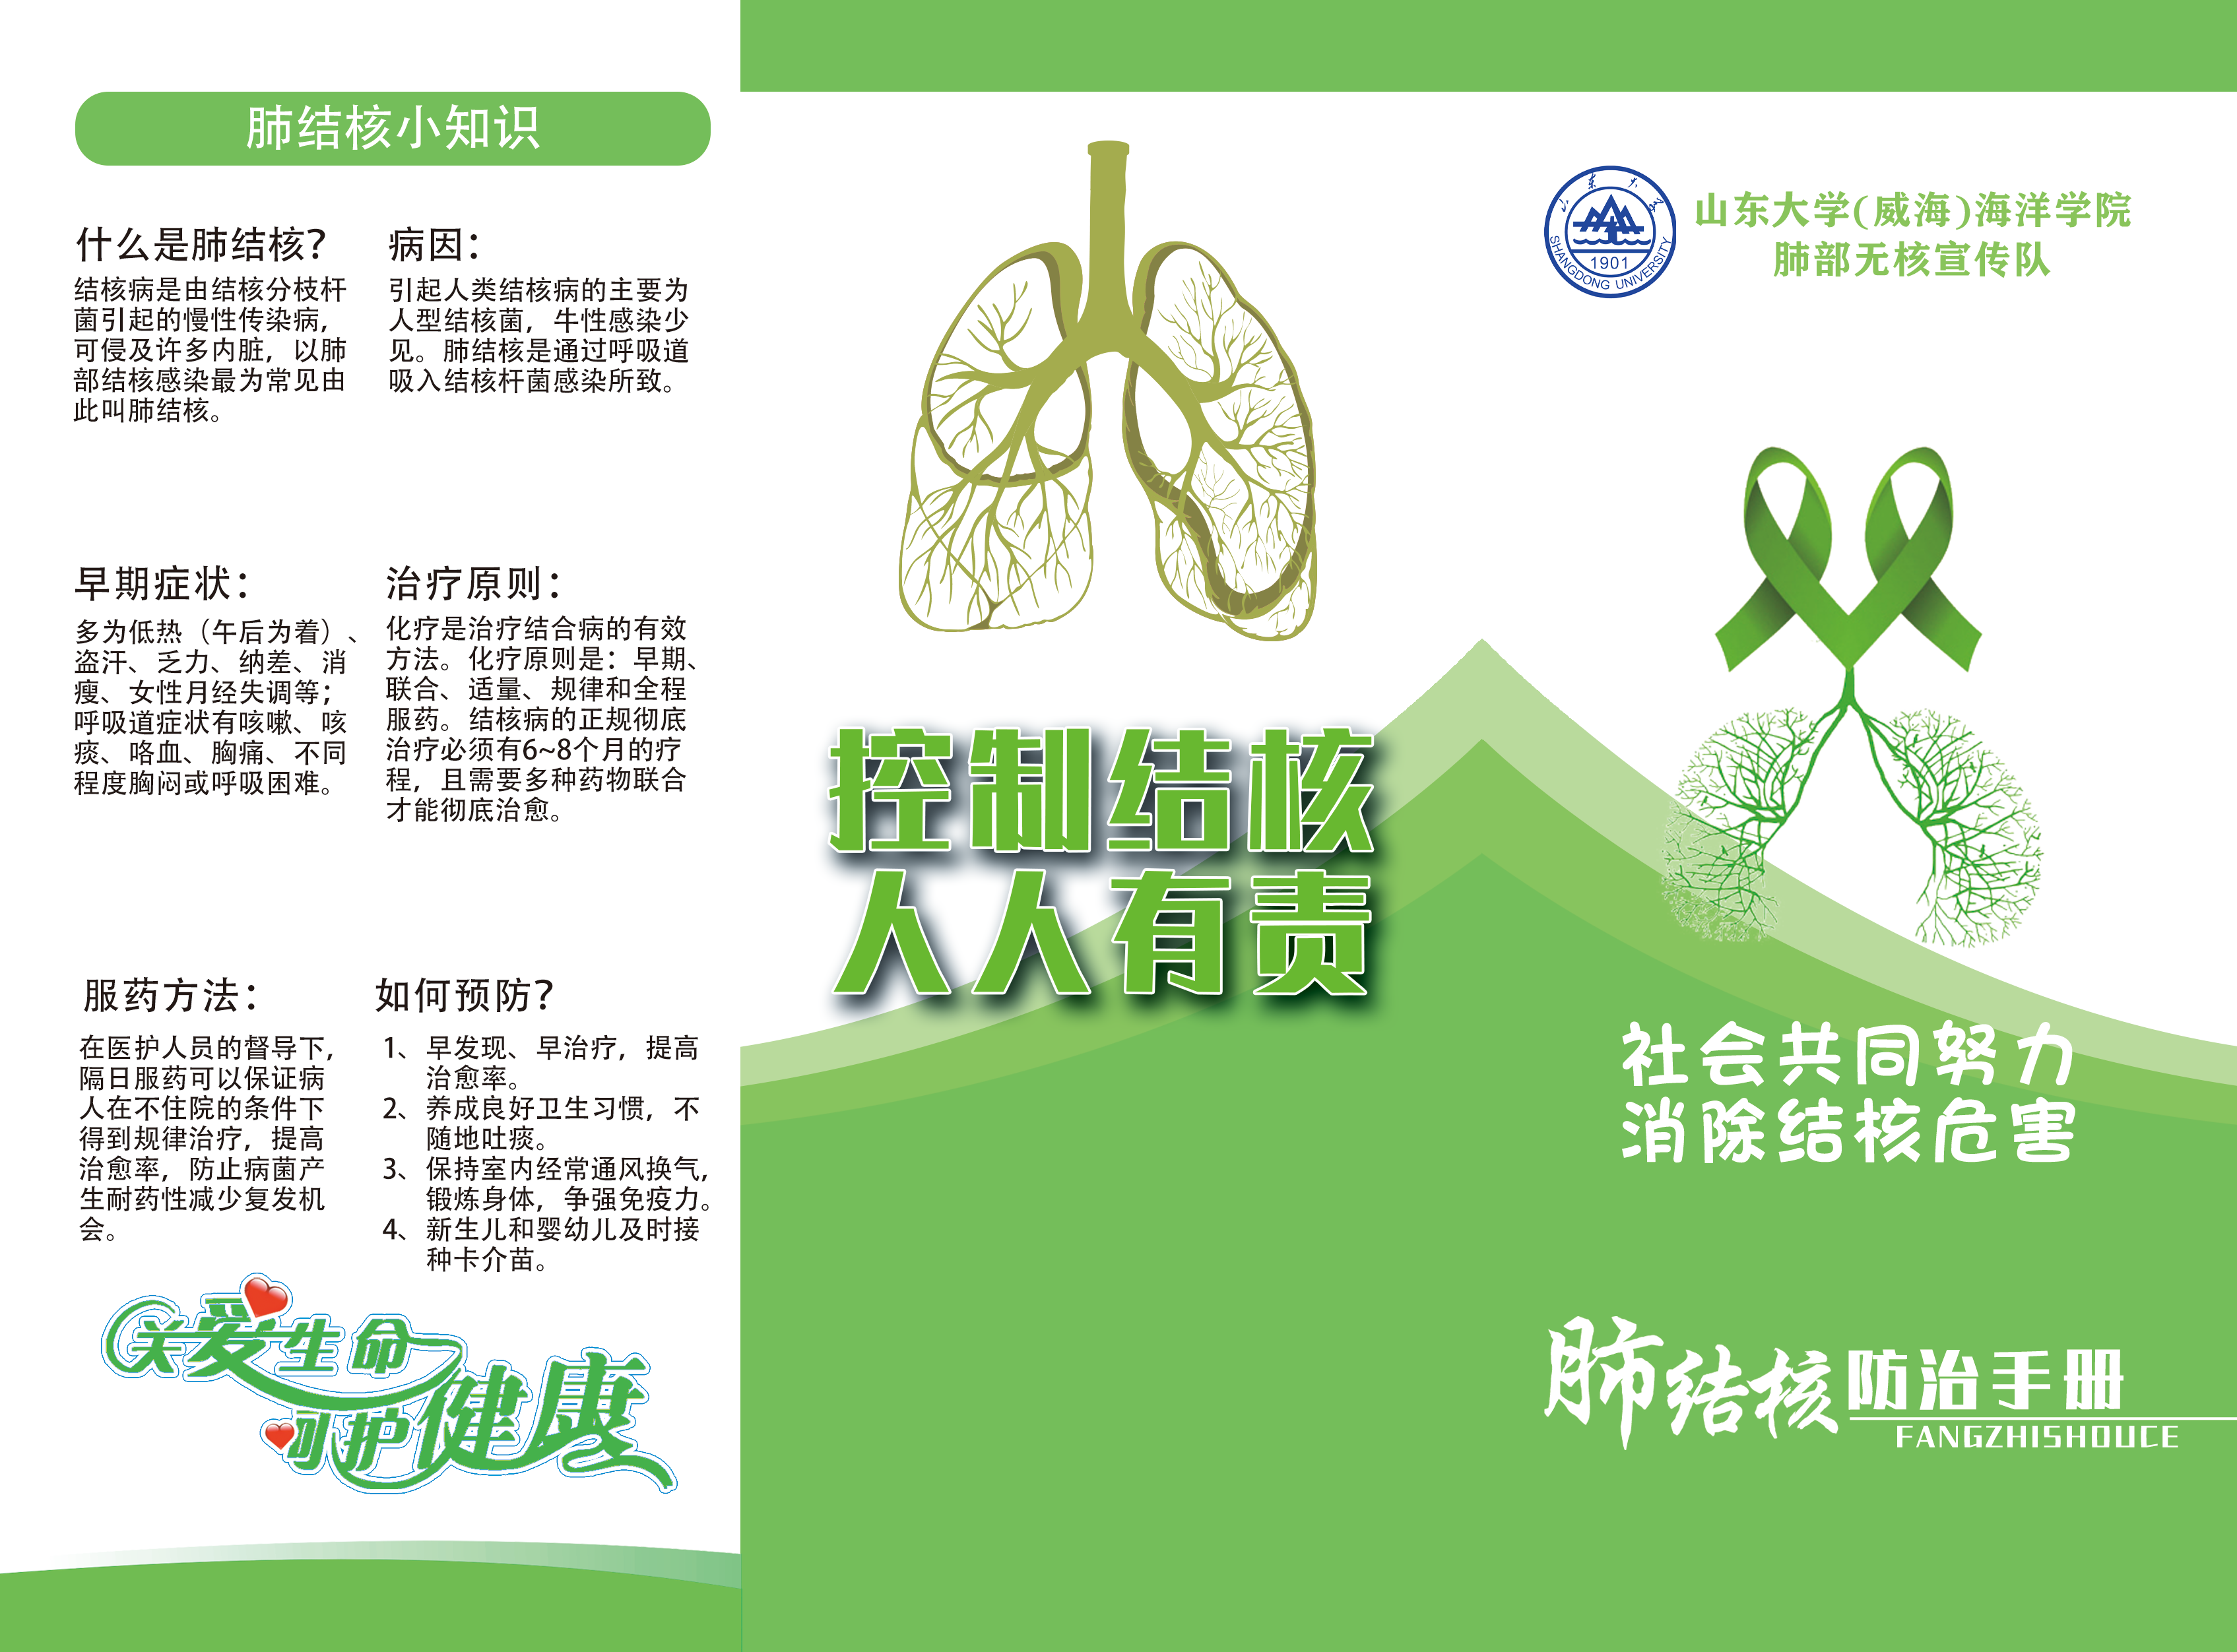 肺结核小知识
什么是肺结核?
结核病是由结核分枝杆
菌引起的慢性传染病，
可侵及许多内脏，以肺
部结核感染最为常见由
此叫肺结核。
病因：
引起人类结核病的主要为
人型结核菌，牛性感染少
见。肺结核是通过呼吸道
吸入结核杆菌感染所致。
早期症状：
多为低热（午后为着）、
盗汗、乏力、纳差、消
瘦、女性月经失调等；
呼吸道症状有咳嗽、咳
痰、咯血、胸痛、不同
程度胸闷或呼吸困难。
治疗原则：
化疗是治疗结合病的有效
方法。化疗原则是：早期、
联合、适量、规律和全程
服药。结核病的正规彻底
治疗必须有6~8个月的疗
程，且需要多种药物联合
才能彻底治愈。
服药方法：
在医护人员的督导下，
隔日服药可以保证病
人在不住院的条件下
得到规律治疗，提高
治愈率，防止病菌产
生耐药性减少复发机
会。
如何预防?
1、早发现、早治疗，提高
治愈率。
2、养成良好卫生习惯，不
随地吐痰。
3、保持室内经常通风换气，
锻炼身体，争强免疫力。
4、新生儿和婴幼儿及时接
种卡介苗。
关爱生命
呵护健康
控制结核
人人有责
山东大学
1901
SHANGDONG UNIVERSITY
山东大学(威海)海洋学院
肺部无核宣传队
社会共同努力
消除结核危害
肺结核防治手册
FANGZHISHOUCE